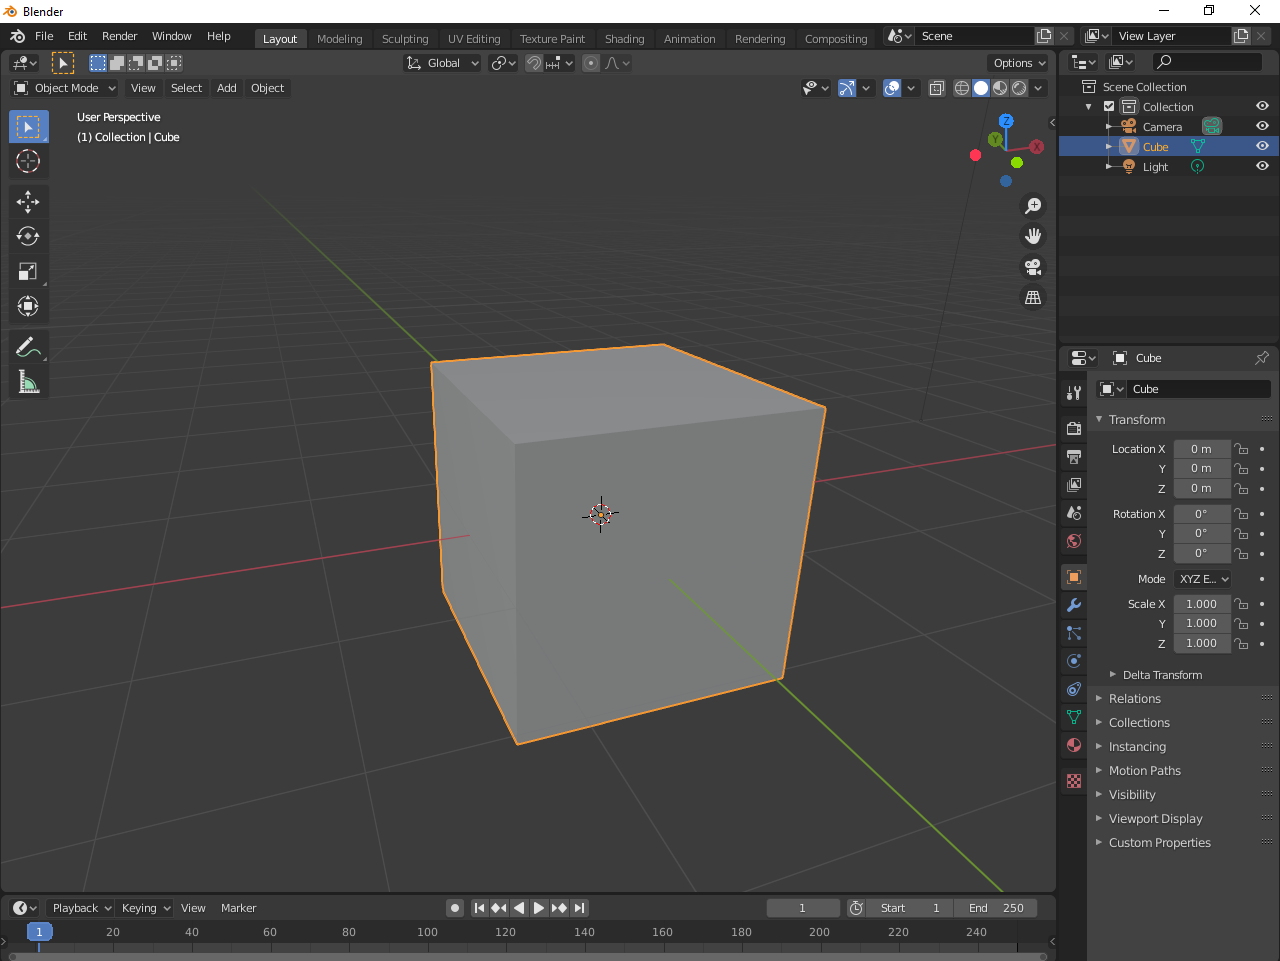 Blender
File Edit Render Window Help Layout Modeling Sculpting UV Editing Texture Paint Shading Animation Rendering Compositing Scene View Layer
Global Options
Object Mode View Select Add Object
User Perspective
(1) Collection | Cube
Z
Y
X
Scene Collection
Collection
Camera
Cube
Light
Cube
Cube
Transform
Location X 0 m
Y 0 m
Z 0 m
Rotation X 0°
Y 0°
Z 0°
Mode XYZ E...
Scale X 1.000
Y 1.000
Z 1.000
Delta Transform
Relations
Collections
Instancing
Motion Paths
Visibility
Viewport Display
Custom Properties
Playback Keying View Marker 1 Start 1 End 250
1 20 40 60 80 100 120 140 160 180 200 220 240